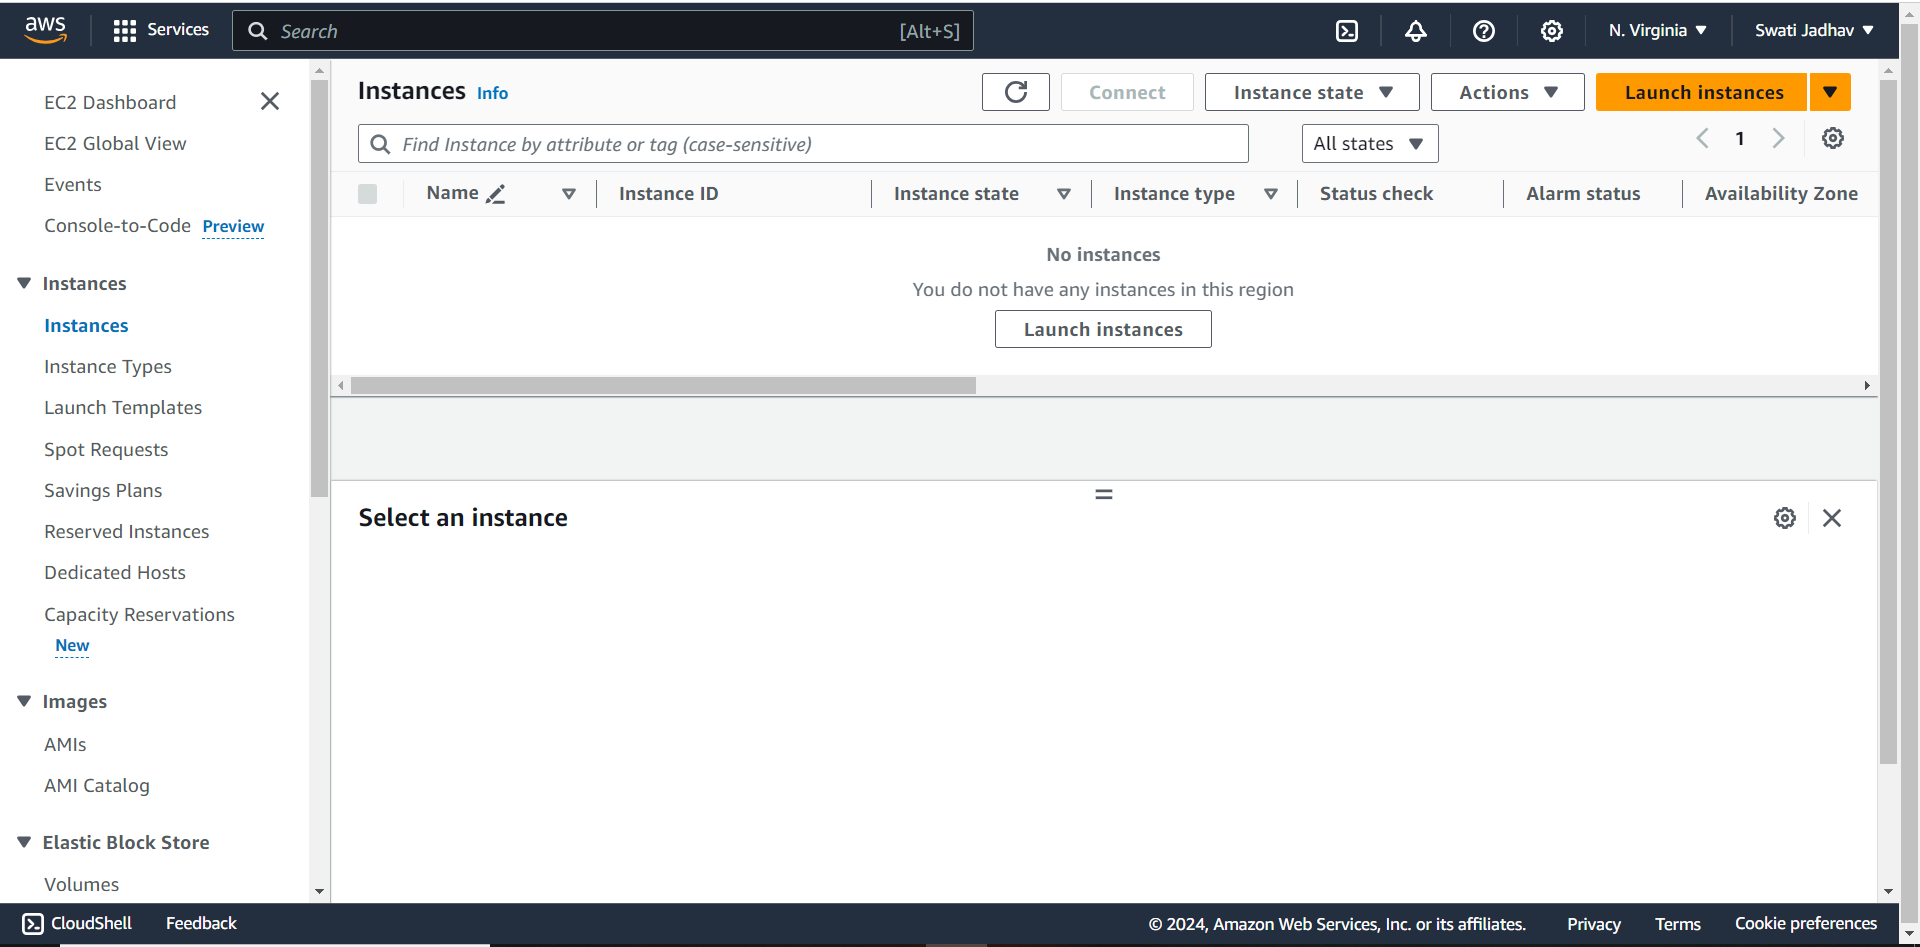 aws Services Search [Alt+S] N. Virginia Swati Jadhav
EC2 Dashboard
EC2 Global View
Events
Console-to-Code Preview
Instances
Instances
Instance Types
Launch Templates
Spot Requests
Savings Plans
Reserved Instances
Dedicated Hosts
Capacity Reservations
New
Images
AMIs
AMI Catalog
Elastic Block Store
Volumes
Instances Info Connect Instance state Actions Launch instances
Find Instance by attribute or tag (case-sensitive) All states 1
Name Instance ID Instance state Instance type Status check Alarm status Availability Zone
No instances
You do not have any instances in this region
Launch instances
Select an instance
CloudShell Feedback © 2024, Amazon Web Services, Inc. or its affiliates. Privacy Terms Cookie preferences